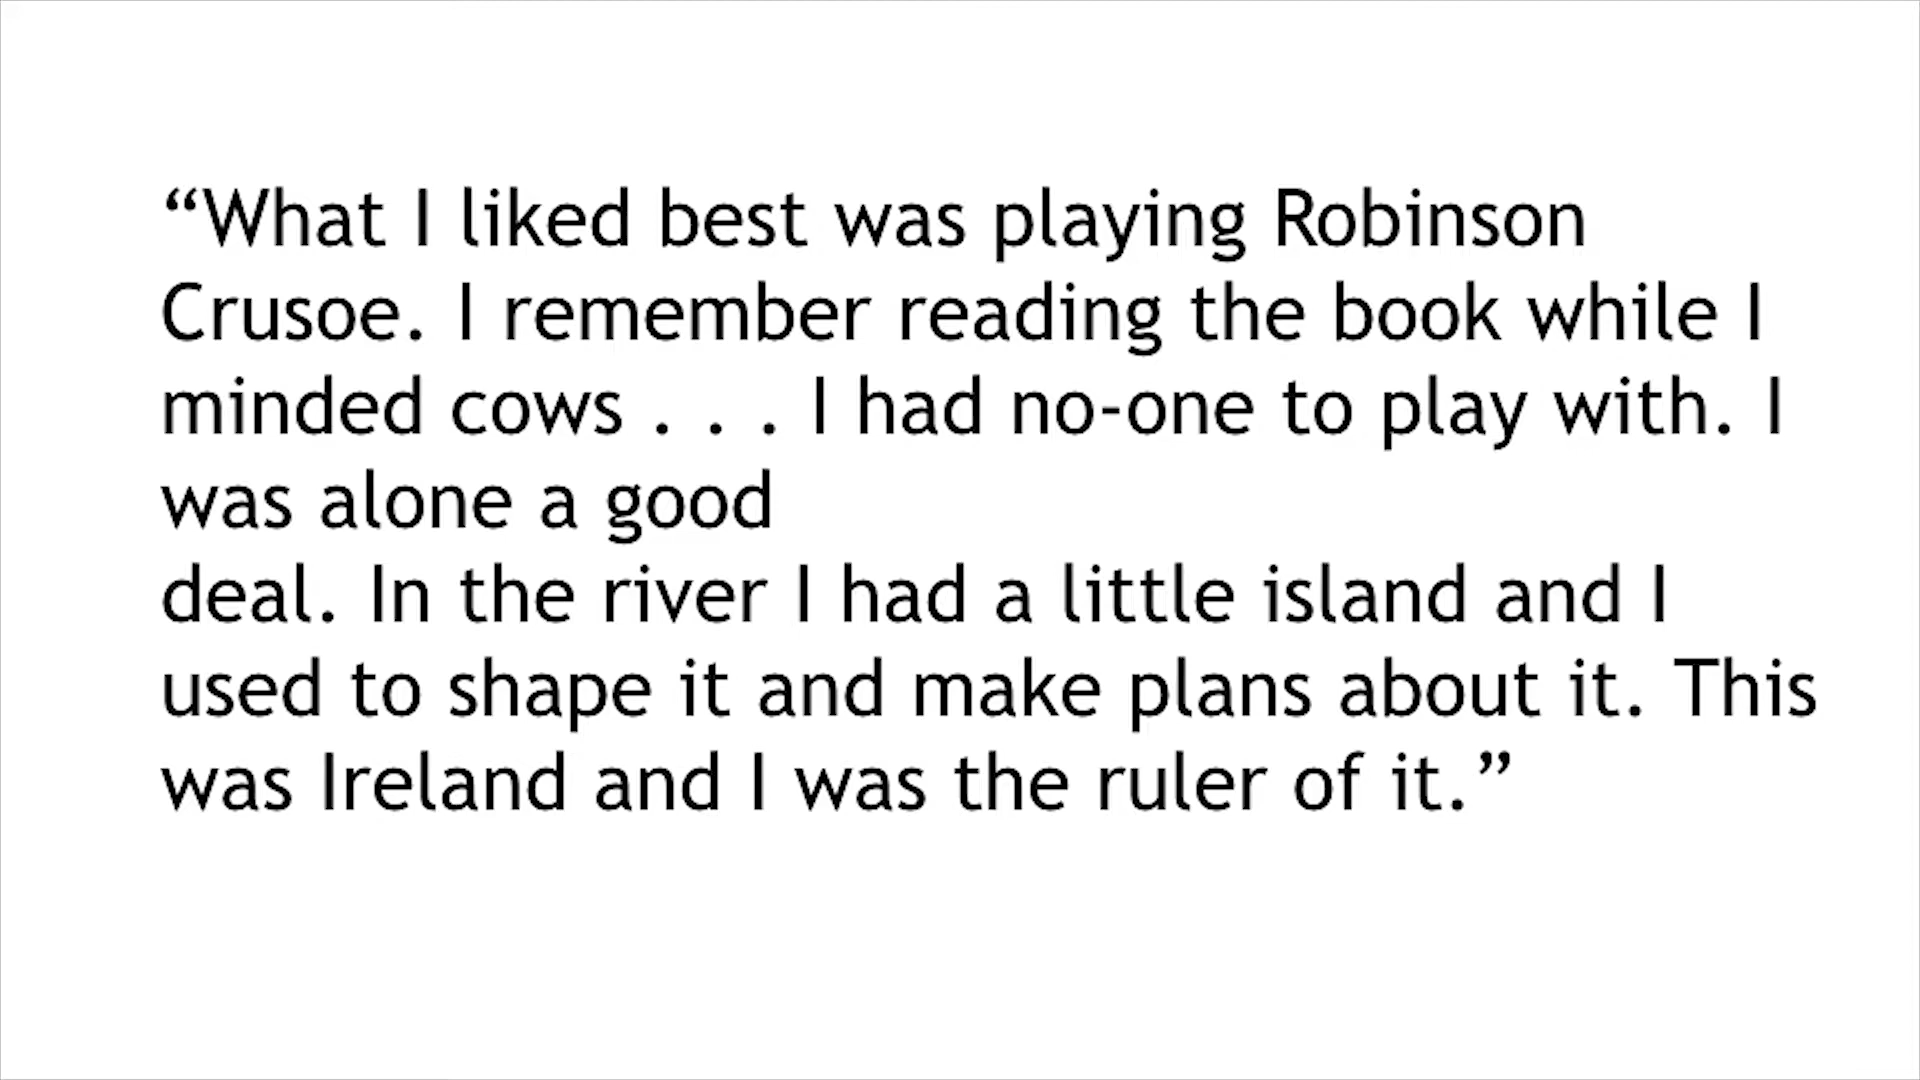 “What I liked best was playing Robinson
Crusoe. I remember reading the book while I
minded cows . . . I had no-one to play with. I
was alone a good
deal. In the river I had a little island and I
used to shape it and make plans about it. This
was Ireland and I was the ruler of it.”